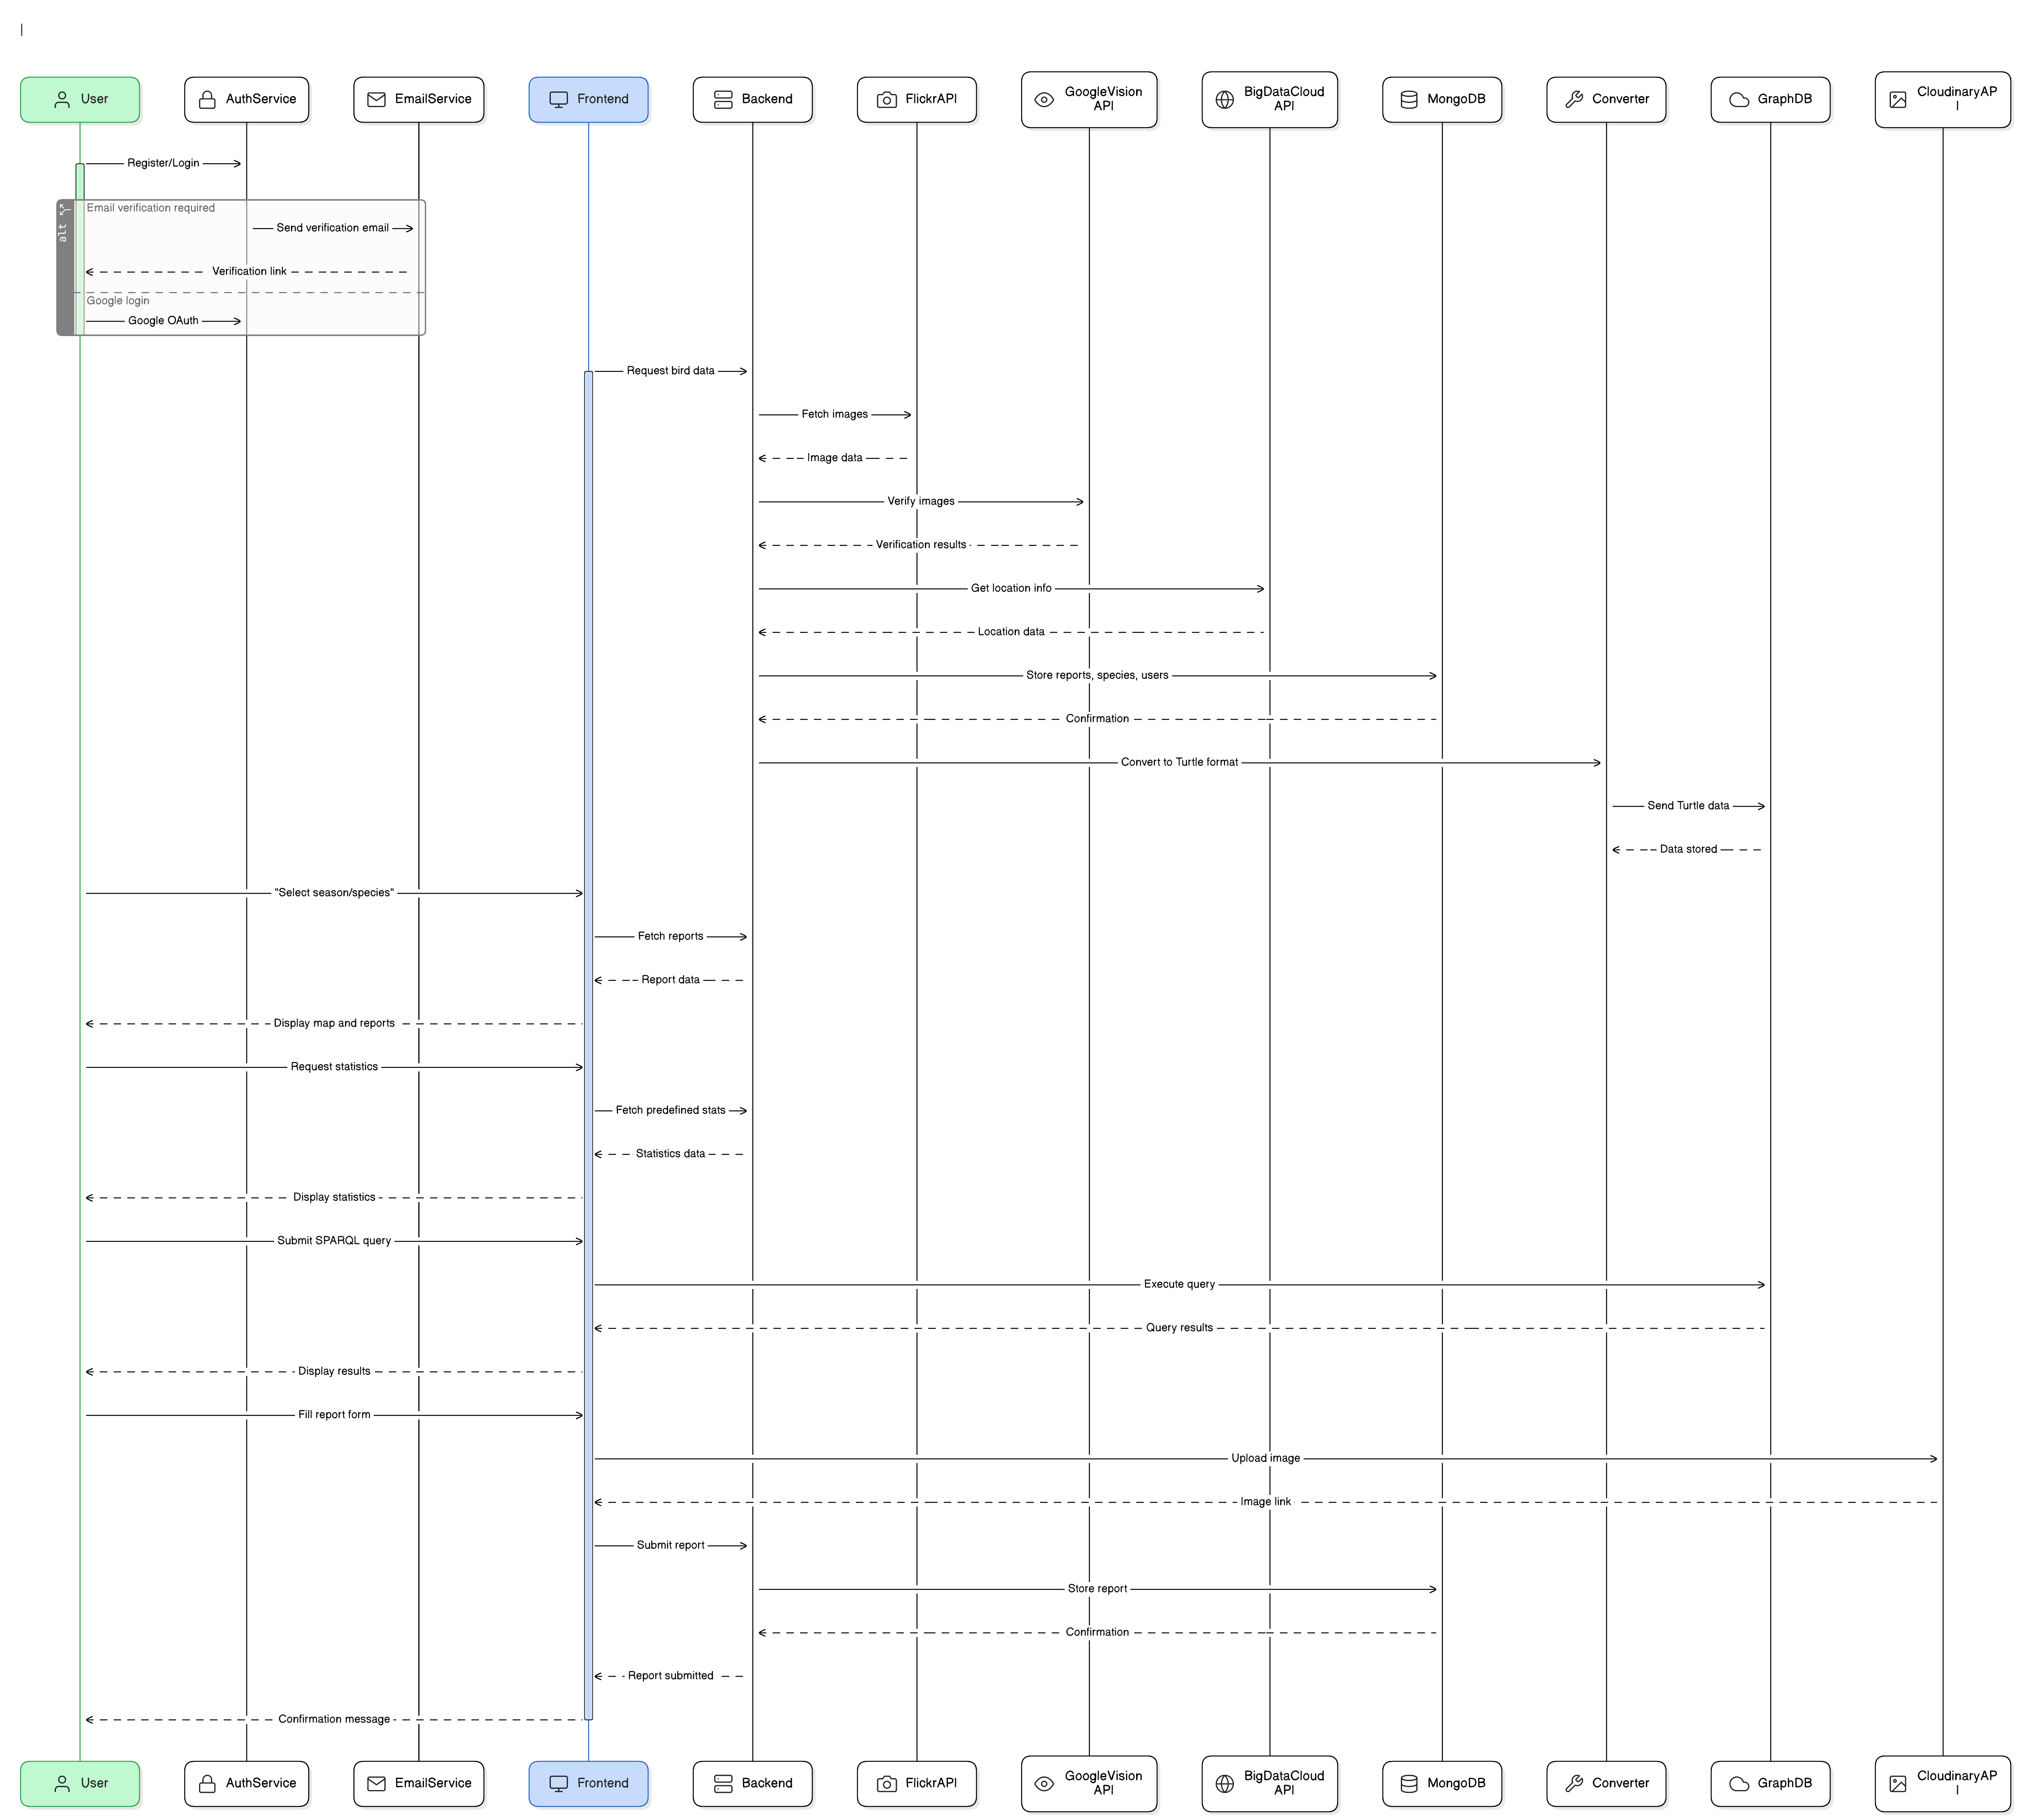 User
AuthService
EmailService
Frontend
Backend
FlickrAPI
GoogleVision
API
BigDataCloud
API
MongoDB
Converter
GraphDB
CloudinaryAP
I
Register/Login
alt
Email verification required
Send verification email
Verification link
Google login
Google OAuth
Request bird data
Fetch images
Image data
Verify images
Verification results
Get location info
Location data
Store reports, species, users
Confirmation
Convert to Turtle format
Send Turtle data
Data stored
"Select season/species"
Fetch reports
Report data
Display map and reports
Request statistics
Fetch predefined stats
Statistics data
Display statistics
Submit SPARQL query
Execute query
Query results
Display results
Fill report form
Upload image
Image link
Submit report
Store report
Confirmation
Report submitted
Confirmation message
User
AuthService
EmailService
Frontend
Backend
FlickrAPI
GoogleVision
API
BigDataCloud
API
MongoDB
Converter
GraphDB
CloudinaryAP
I